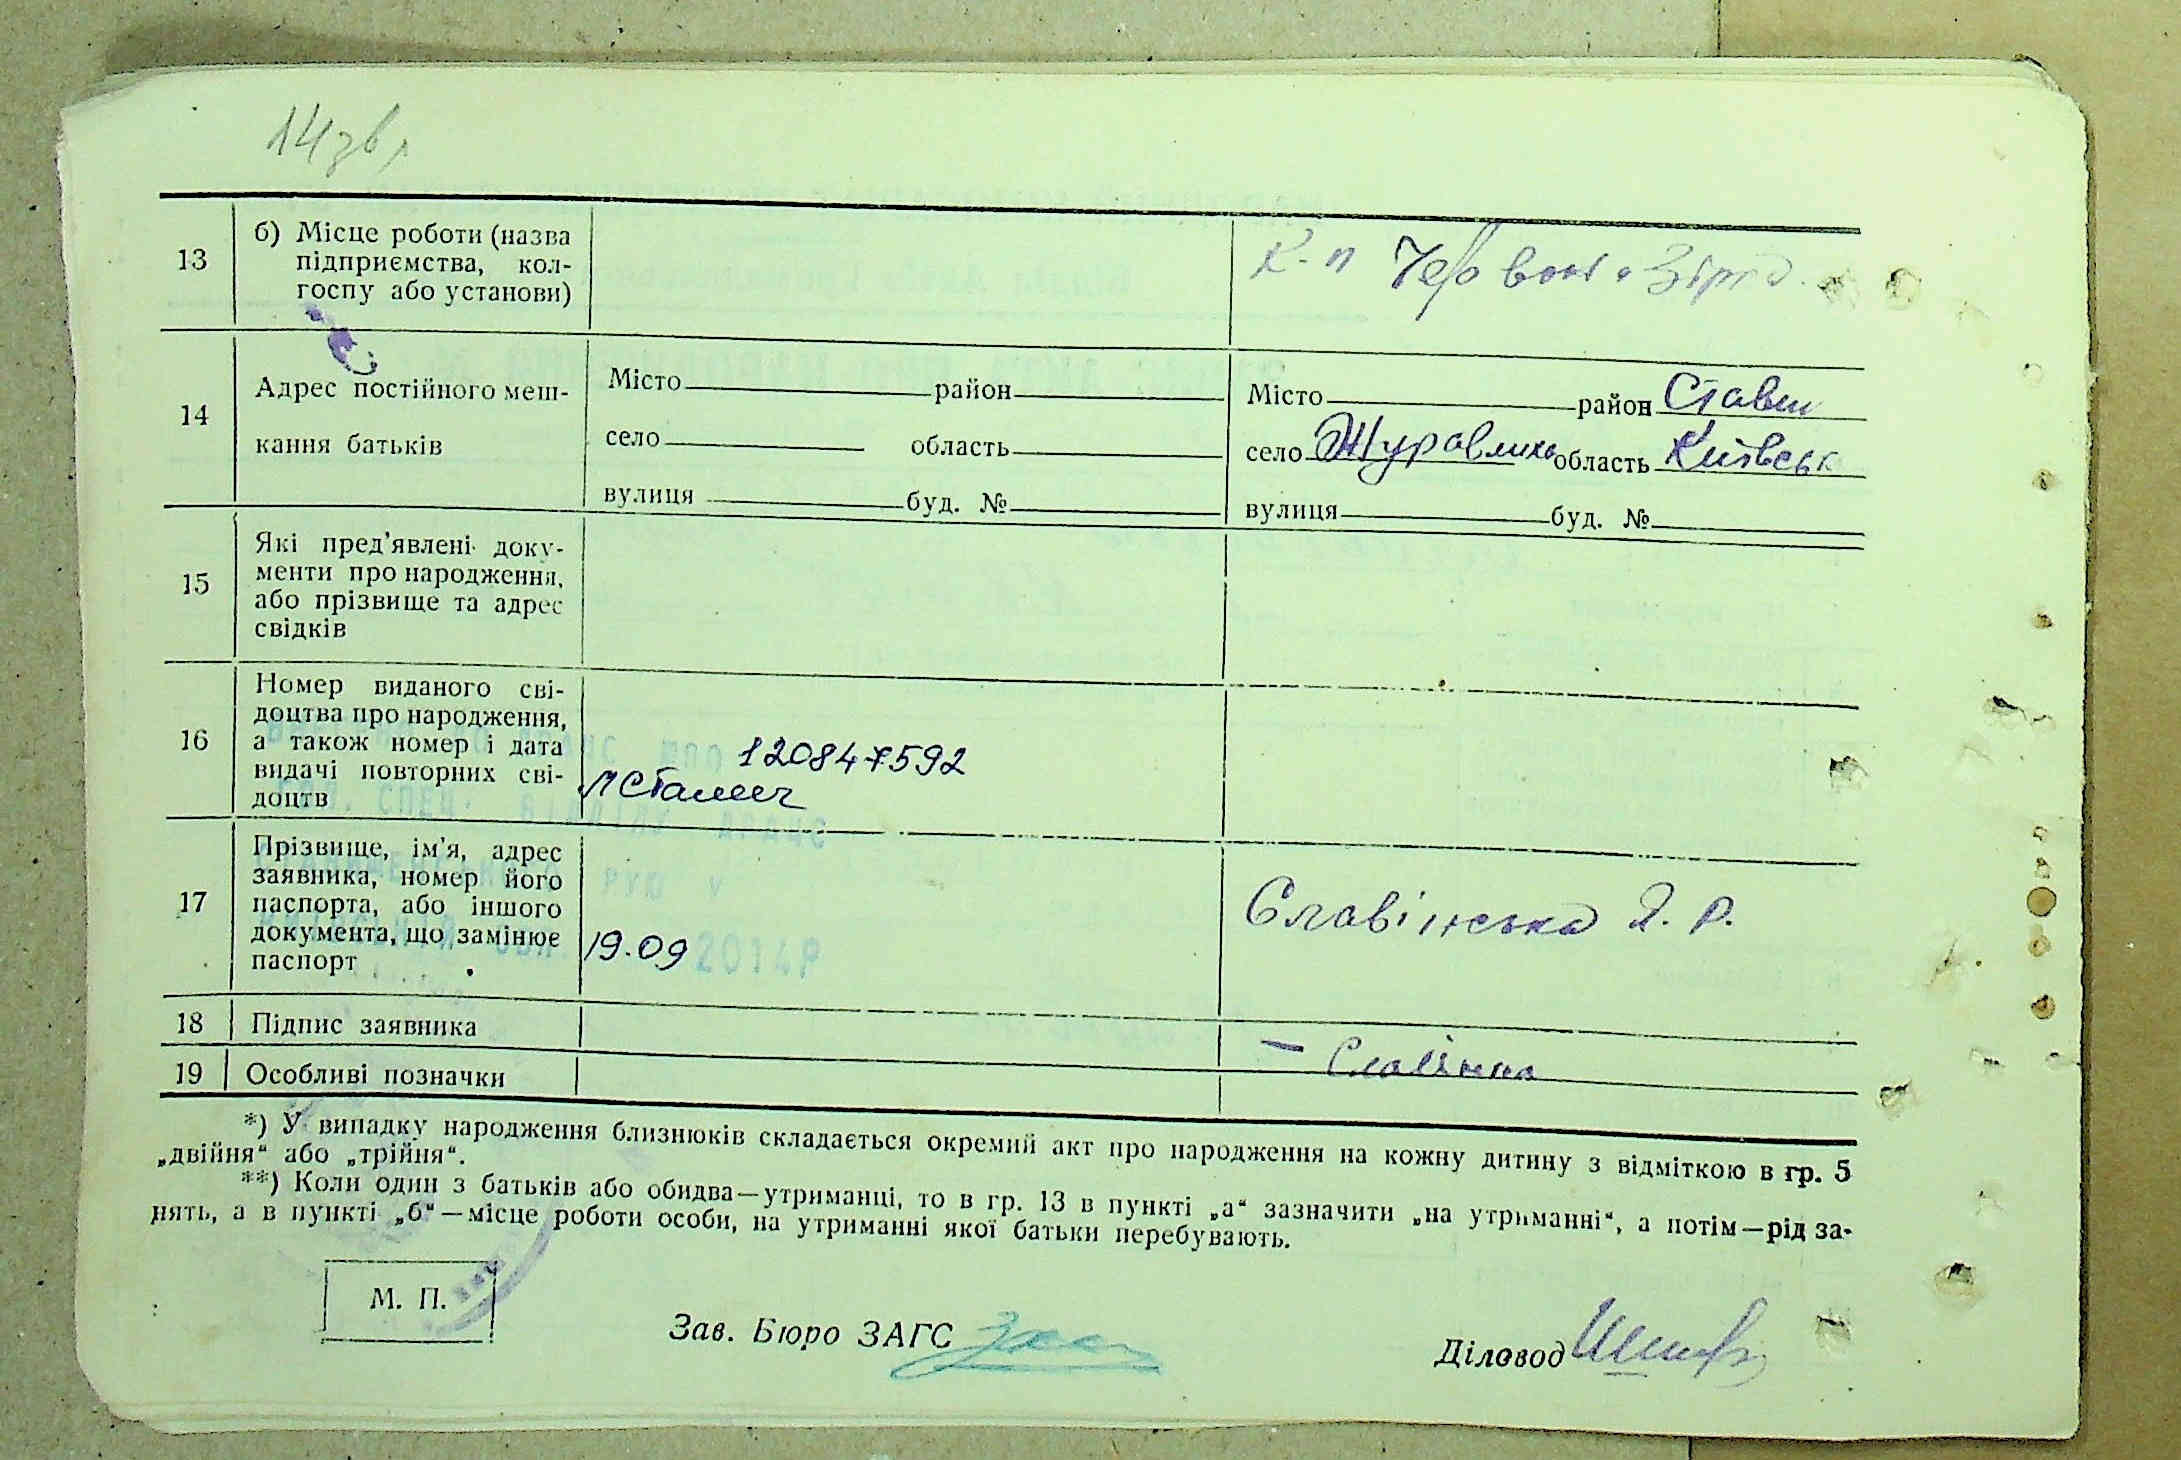 14зв
13
б) Місце роботи (назва
підприємства, кол-
госпу або установи)
К-п Червона Зірка
14
Адрес постійного меш-
кання батьків
Місто район
село область
вулиця буд. №
Місто район Ставищ
село Журавлиха область Київськ
вулиця буд. №
15
Які пред'явлені доку-
менти про народження,
або прізвище та адрес
свідків
16
Номер виданого сві-
доцтва про народження,
а також номер і дата
видачі повторних сві-
доцтв
120847592
17
Прізвище, ім'я, адрес
заявника, номер його
паспорта, або іншого
документа, що замінює
паспорт
19.09 2014Р
Славінська Я. Р.
18
Підпис заявника
19
Особливі позначки
*) У випадку народження близнюків складається окремий акт про народження на кожну дитину з відміткою в гр. 5
„двійня“ або „трійня“.
**) Коли один з батьків або обидва—утриманці, то в гр. 13 в пункті „а“ зазначити „на утриманні“, а потім—рід за-
нять, а в пункті „б“—місце роботи особи, на утриманні якої батьки перебувають.
М. П.
Зав. Бюро ЗАГС
Діловод